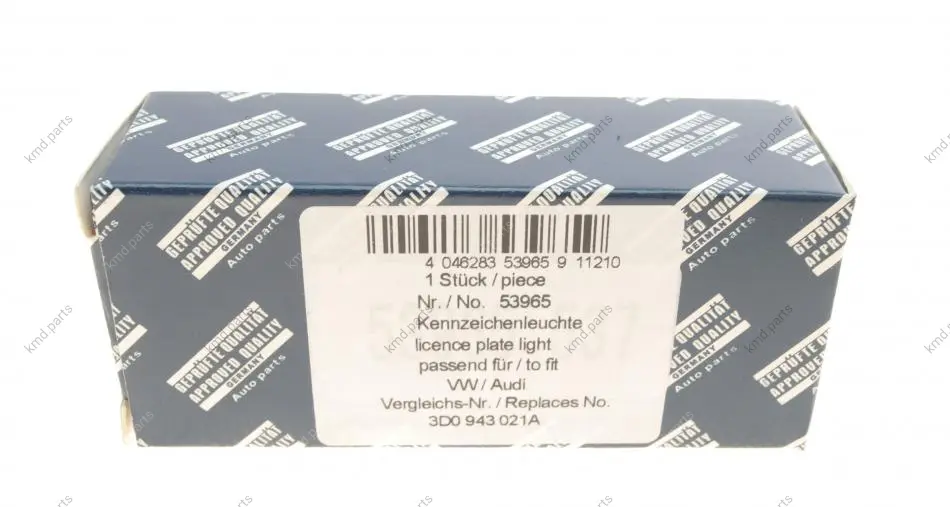 4 046283 53965 9 11210
1 Stück / piece
Nr. / No. 53965
Kennzeichenleuchte
licence plate light
passend für / to fit
VW / Audi
Vergleichs-Nr. / Replaces No.
3D0 943 021A
GEPRÜFTE QUALITÄT
APPROVED QUALITY
GERMANY
Auto parts
kmd.parts